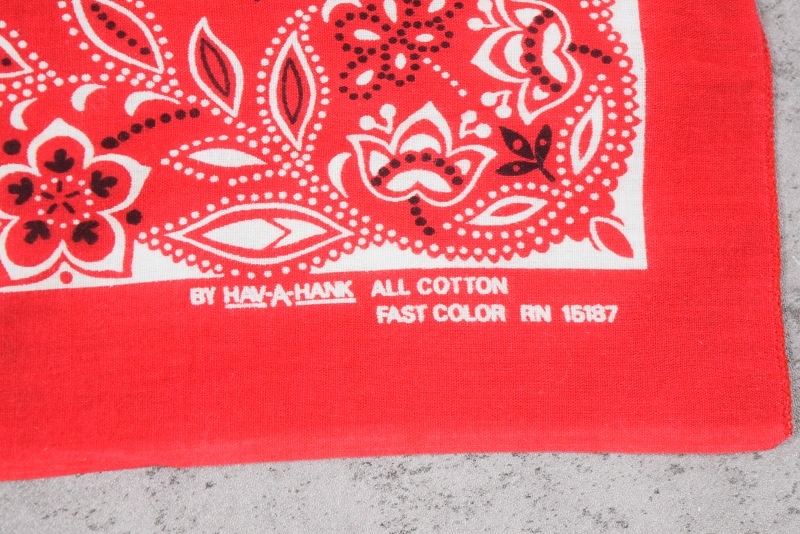 BY HAV-A-HANK ALL COTTON
FAST COLOR RN 15187